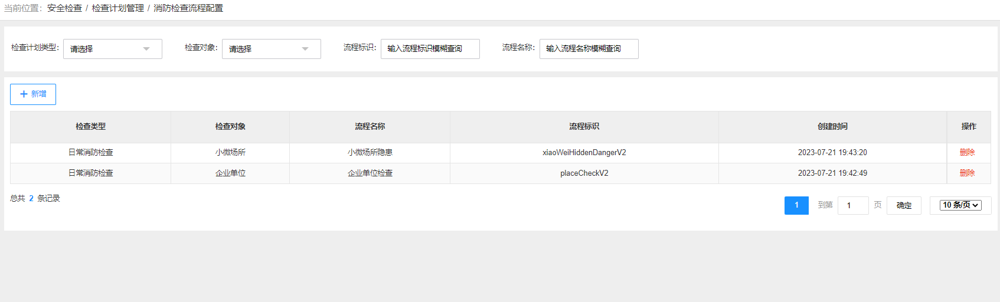 当前位置: 安全检查 / 检查计划管理 / 消防检查流程配置
检查计划类型: 请选择 检查对象: 请选择 流程标识: 输入流程标识模糊查询 流程名称: 输入流程名称模糊查询
+ 新增
检查类型 检查对象 流程名称 流程标识 创建时间 操作
日常消防检查 小微场所 小微场所隐患 xiaoWeiHiddenDangerV2 2023-07-21 19:43:20 删除
日常消防检查 企业单位 企业单位检查 placeCheckV2 2023-07-21 19:42:49 删除
总共 2 条记录 1 到第 1 页 确定 10 条/页